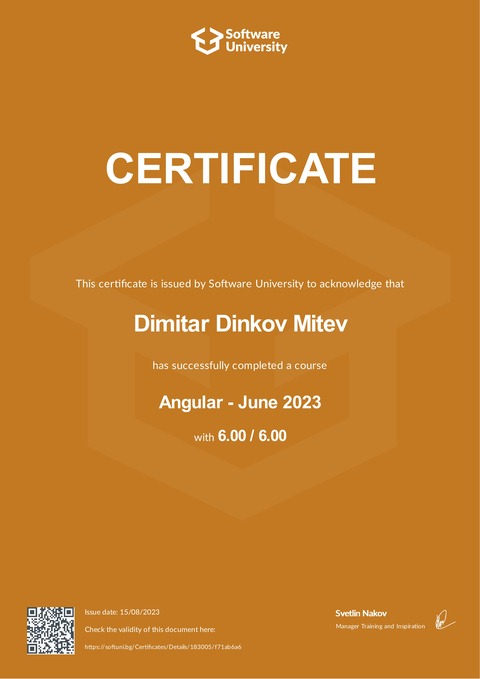 Software
University
CERTIFICATE
This certificate is issued by Software University to acknowledge that
Dimitar Dinkov Mitev
has successfully completed a course
Angular - June 2023
with 6.00 / 6.00
Issue date: 15/08/2023
Check the validity of this document here:
https://softuni.bg/Certificates/Details/183005/f71ab6a6
Svetlin Nakov
Manager Training and Inspiration